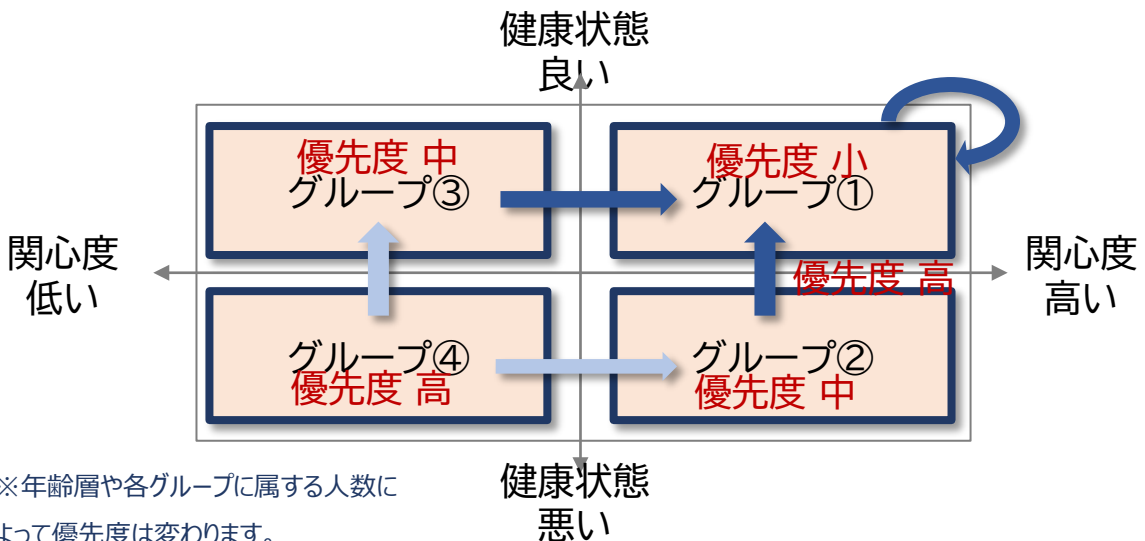 健康状態
良い
優先度 中
グループ③
優先度 小
グループ①
関心度
低い
関心度
高い
優先度 高
グループ④
優先度 高
グループ②
優先度 中
※年齢層や各グループに属する人数に
よって優先度は変わります。
健康状態
悪い